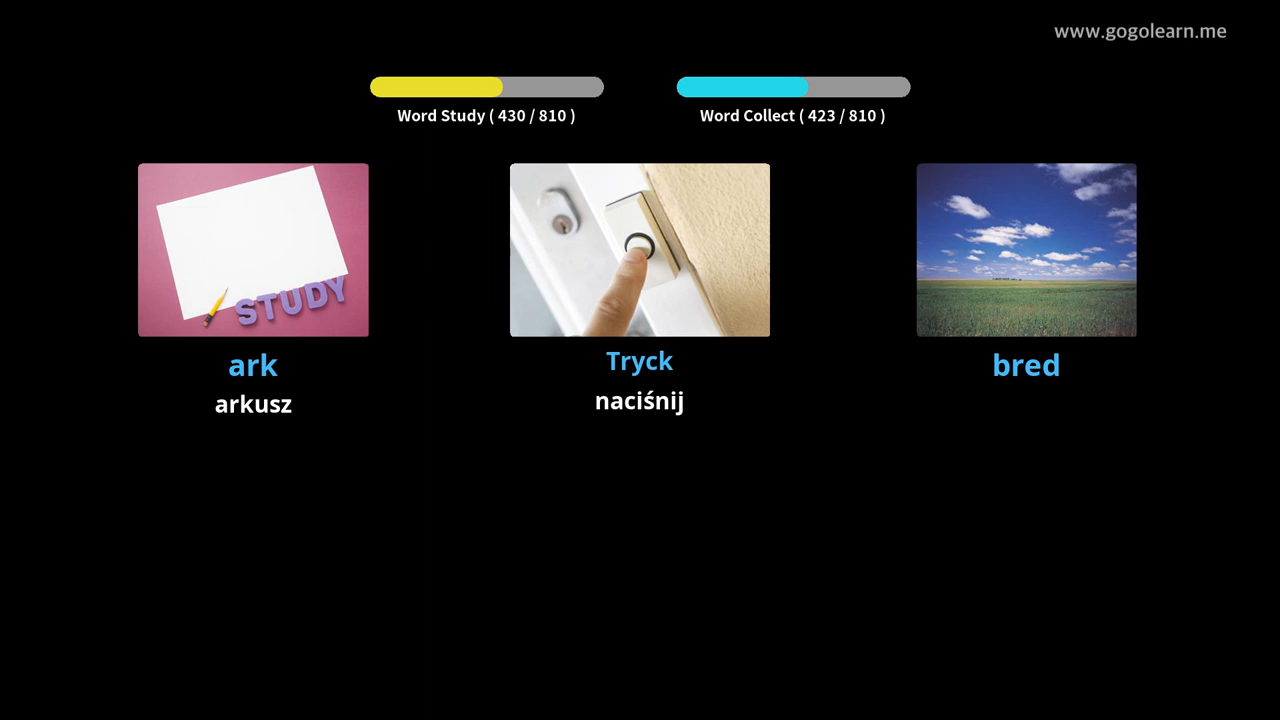 www.gogolearn.me
Word Study ( 430 / 810 )
Word Collect ( 423 / 810 )
STUDY
ark
Tryck
bred
arkusz
naciśnij